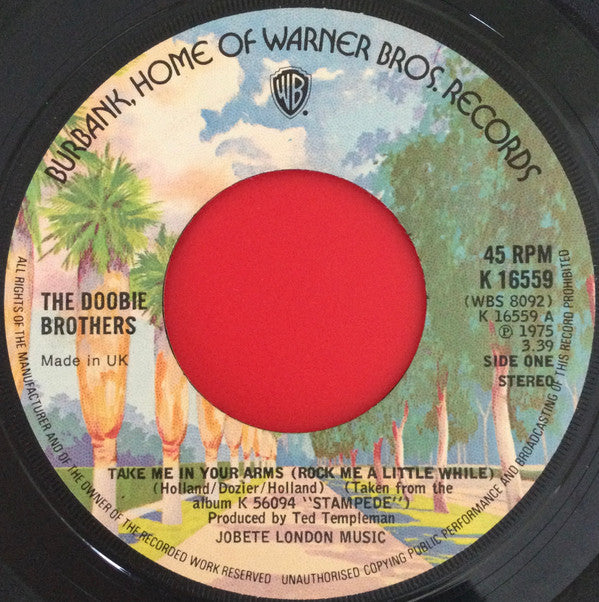 BURBANK, HOME OF WARNER BROS. RECORDS
WB
THE DOOBIE
BROTHERS
Made in UK
45 RPM
K 16559
(WBS 8092)
K 16559 A
℗ 1975
3.39
SIDE ONE
STEREO
TAKE ME IN YOUR ARMS (ROCK ME A LITTLE WHILE)
(Holland/Dozier/Holland) (Taken from the
album K 56094 "STAMPEDE")
Produced by Ted Templeman
JOBETE LONDON MUSIC
ALL RIGHTS OF THE MANUFACTURER AND OF THE OWNER OF THE RECORDED WORK RESERVED UNAUTHORISED COPYING PUBLIC PERFORMANCE AND BROADCASTING OF THIS RECORD PROHIBITED